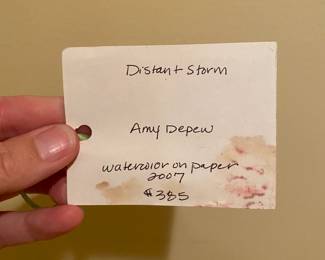 Distant Storm
Amy Depew
watercolor on paper
2007
$385